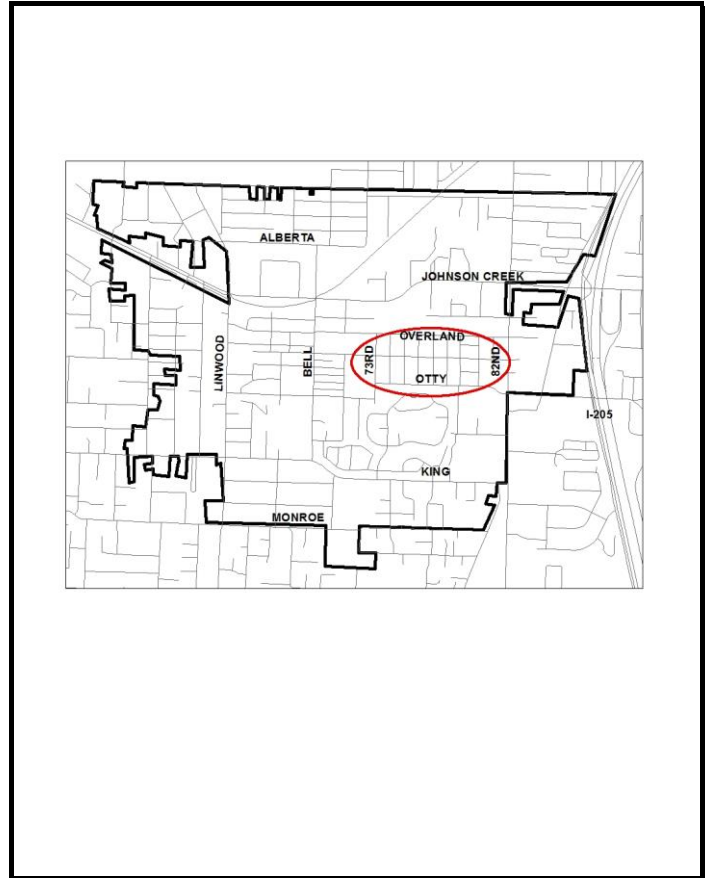 ALBERTA
JOHNSON CREEK
OVERLAND
LINWOOD
BELL
73RD
82ND
OTTY
I-205
KING
MONROE